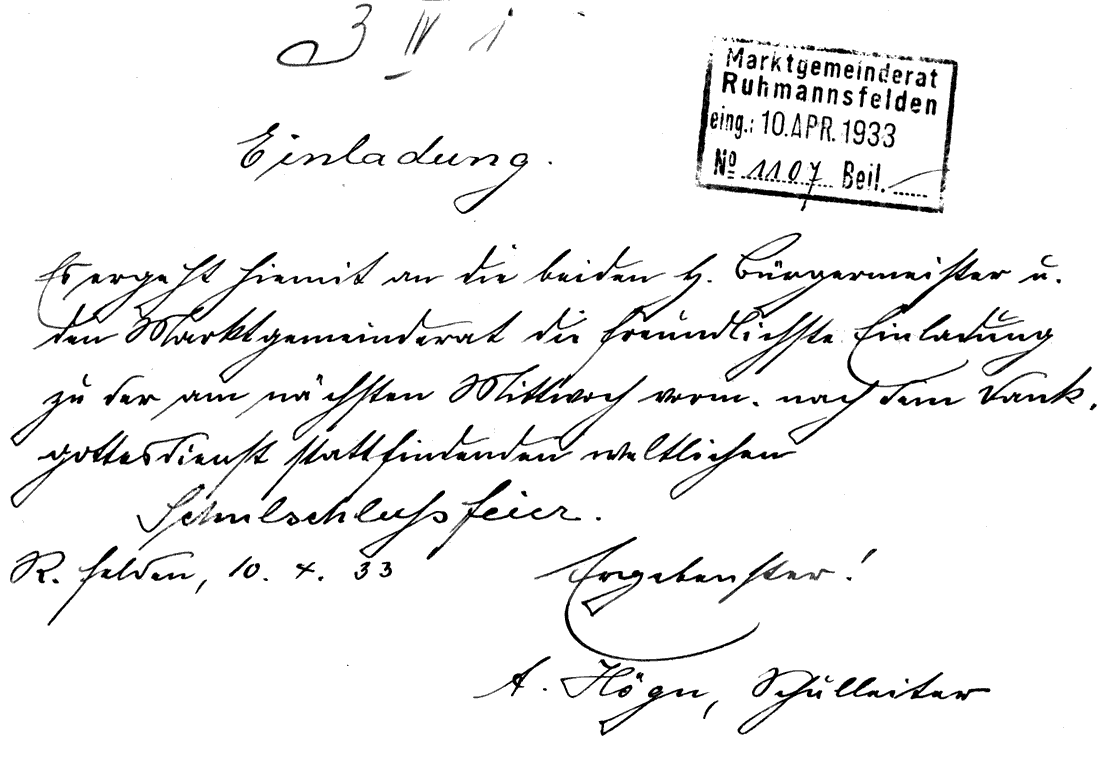 3 IV 1
Marktgemeinderat
Ruhmannsfelden
eing.: 10. APR. 1933
№ 1107 Beil.
Einladung.
Es ergeht hiemit an die beiden H. Bürgermeister u.
den Marktgemeinderat die freundlichste Einladung
zu der am nächsten Mittwoch vorm. nach dem Dank-
gottesdienst stattfindenden weltlichen
Schulschlußfeier.
R. felden, 10. 4. 33
Ergebenster!
A. Högn, Schulleiter